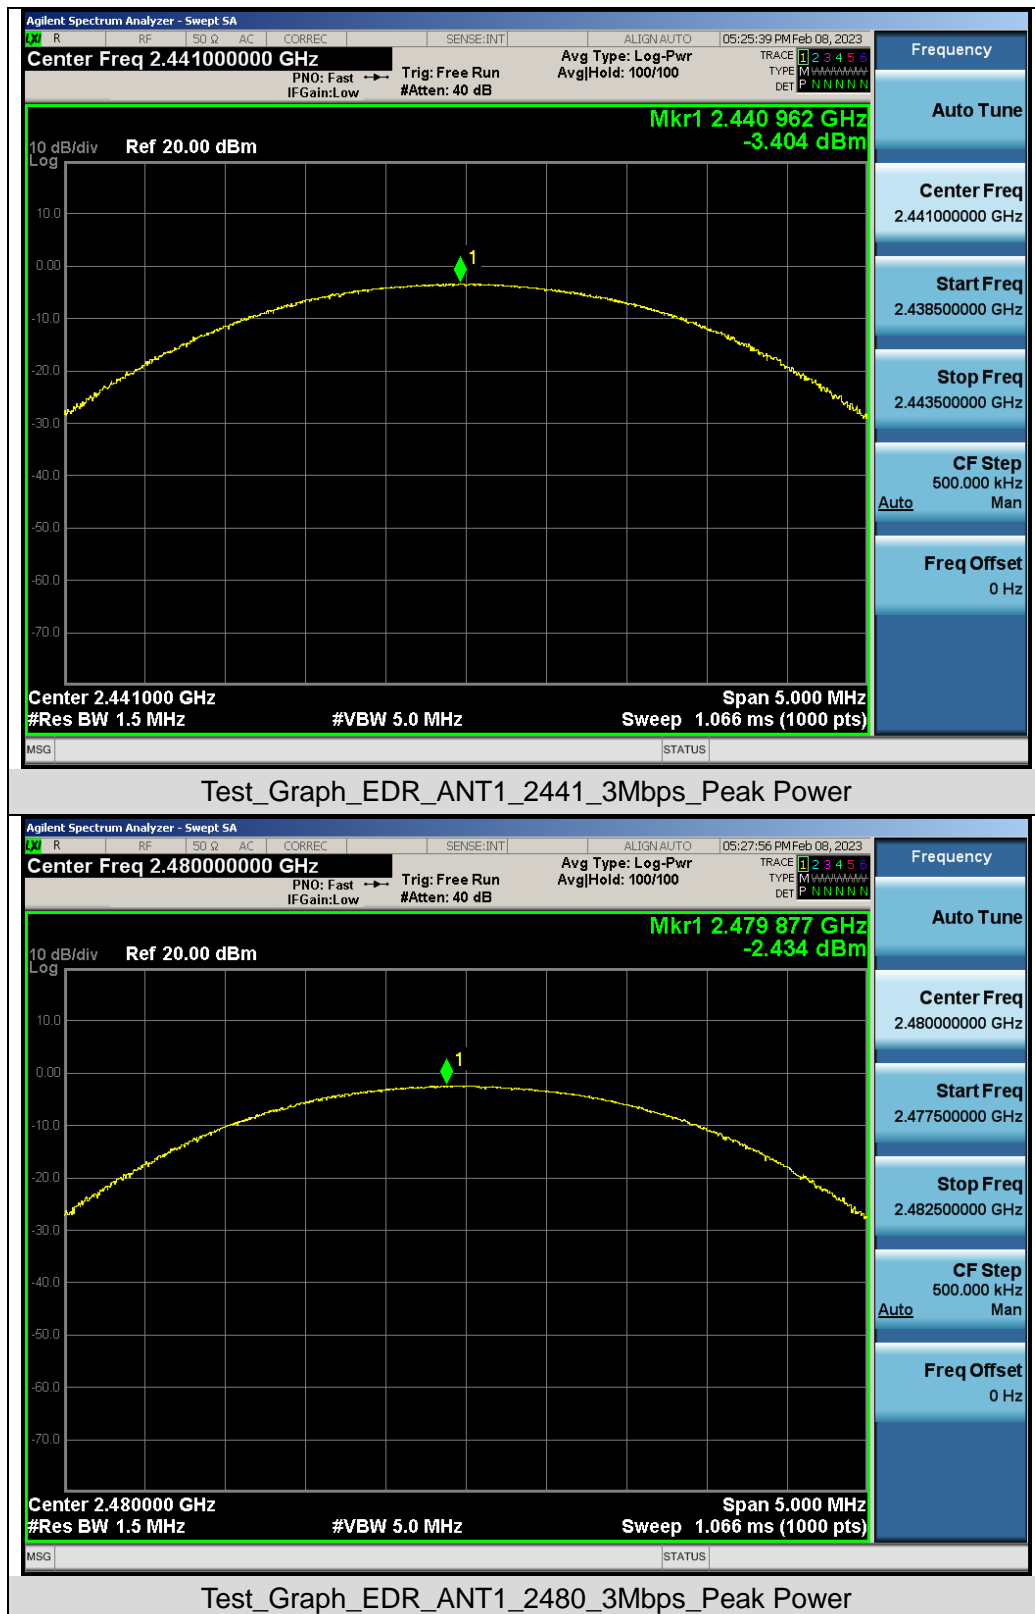 Agilent Spectrum Analyzer - Swept SA
LXI R RF 50 Ω AC CORREC SENSE:INT ALIGN AUTO 05:25:39 PM Feb 08, 2023
Center Freq 2.441000000 GHz
PNO: Fast
IFGain:Low
Trig: Free Run
#Atten: 40 dB
Avg Type: Log-Pwr
Avg|Hold: 100/100
TRACE 1 2 3 4 5 6
TYPE M WWWWW
DET P N N N N N
Frequency
Mkr1 2.440 962 GHz
-3.404 dBm
10 dB/div Ref 20.00 dBm
Log
10.0
0.00
-10.0
-20.0
-30.0
-40.0
-50.0
-60.0
-70.0
1
Center 2.441000 GHz Span 5.000 MHz
#Res BW 1.5 MHz #VBW 5.0 MHz Sweep 1.066 ms (1000 pts)
MSG STATUS
Auto Tune
Center Freq
2.441000000 GHz
Start Freq
2.438500000 GHz
Stop Freq
2.443500000 GHz
CF Step
500.000 kHz
Auto Man
Freq Offset
0 Hz
Test_Graph_EDR_ANT1_2441_3Mbps_Peak Power
Agilent Spectrum Analyzer - Swept SA
LXI R RF 50 Ω AC CORREC SENSE:INT ALIGN AUTO 05:27:56 PM Feb 08, 2023
Center Freq 2.480000000 GHz
PNO: Fast
IFGain:Low
Trig: Free Run
#Atten: 40 dB
Avg Type: Log-Pwr
Avg|Hold: 100/100
TRACE 1 2 3 4 5 6
TYPE M WWWWW
DET P N N N N N
Frequency
Mkr1 2.479 877 GHz
-2.434 dBm
10 dB/div Ref 20.00 dBm
Log
10.0
0.00
-10.0
-20.0
-30.0
-40.0
-50.0
-60.0
-70.0
1
Center 2.480000 GHz Span 5.000 MHz
#Res BW 1.5 MHz #VBW 5.0 MHz Sweep 1.066 ms (1000 pts)
MSG STATUS
Auto Tune
Center Freq
2.480000000 GHz
Start Freq
2.477500000 GHz
Stop Freq
2.482500000 GHz
CF Step
500.000 kHz
Auto Man
Freq Offset
0 Hz
Test_Graph_EDR_ANT1_2480_3Mbps_Peak Power